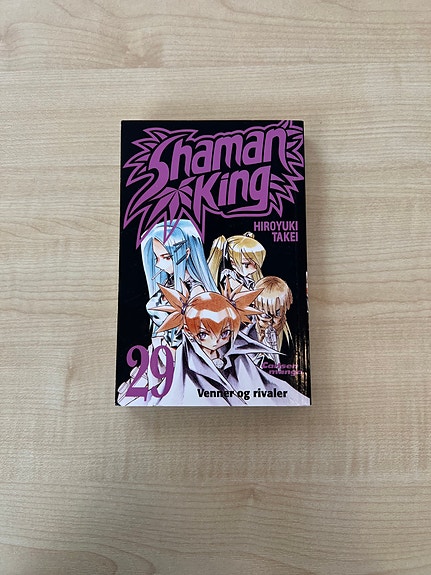 Shaman
King
HIROYUKI
TAKEI
29
Carlsen
manga
Venner og rivaler